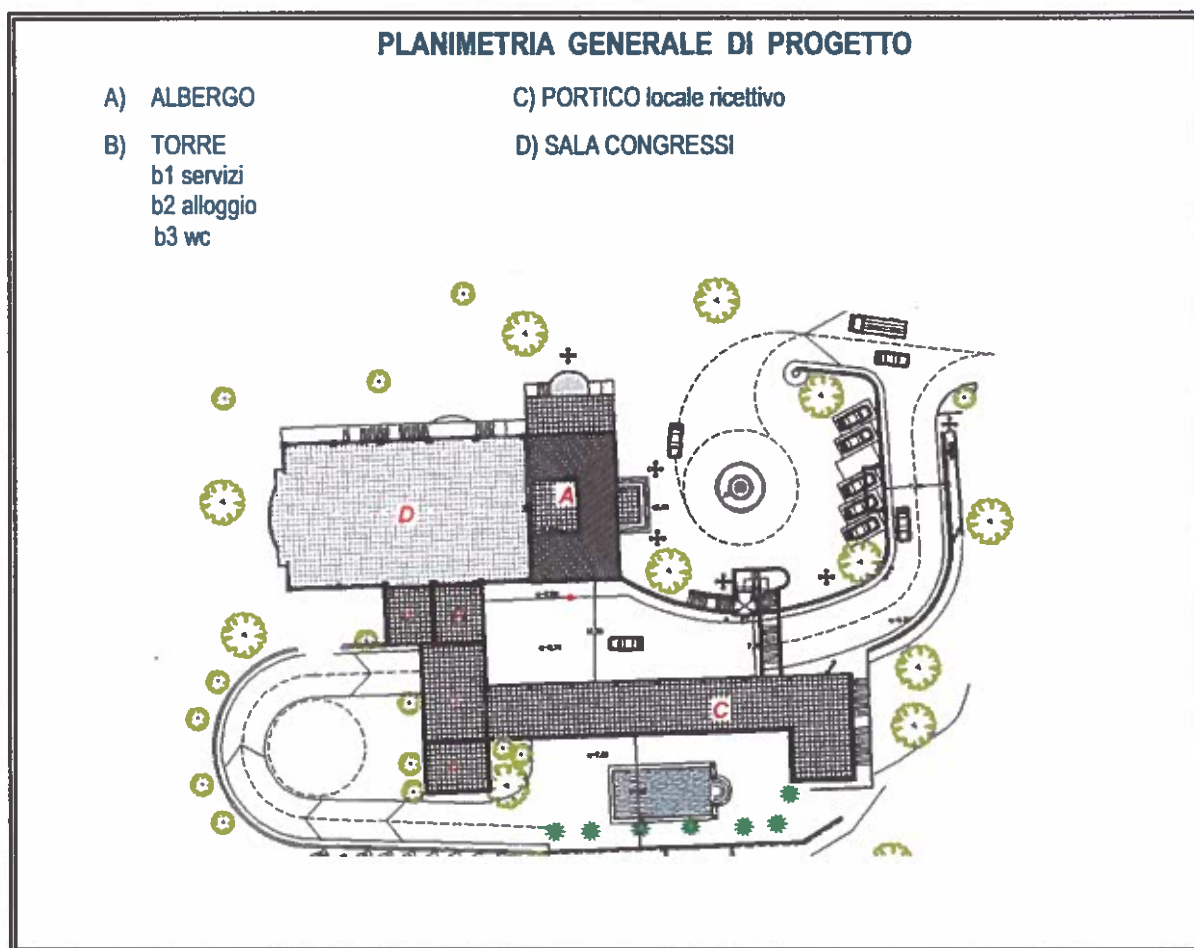 PLANIMETRIA GENERALE DI PROGETTO
A) ALBERGO
C) PORTICO locale ricettivo
B) TORRE
D) SALA CONGRESSI
b1 servizi
b2 alloggio
b3 wc
A
D
C